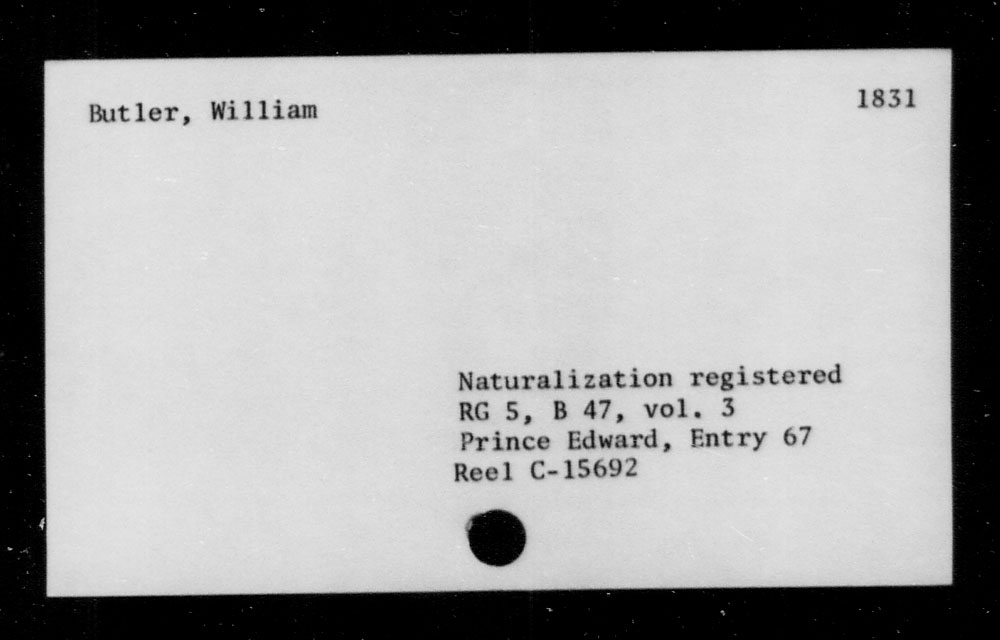 Butler, William
1831
Naturalization registered
RG 5, B 47, vol. 3
Prince Edward, Entry 67
Reel C-15692